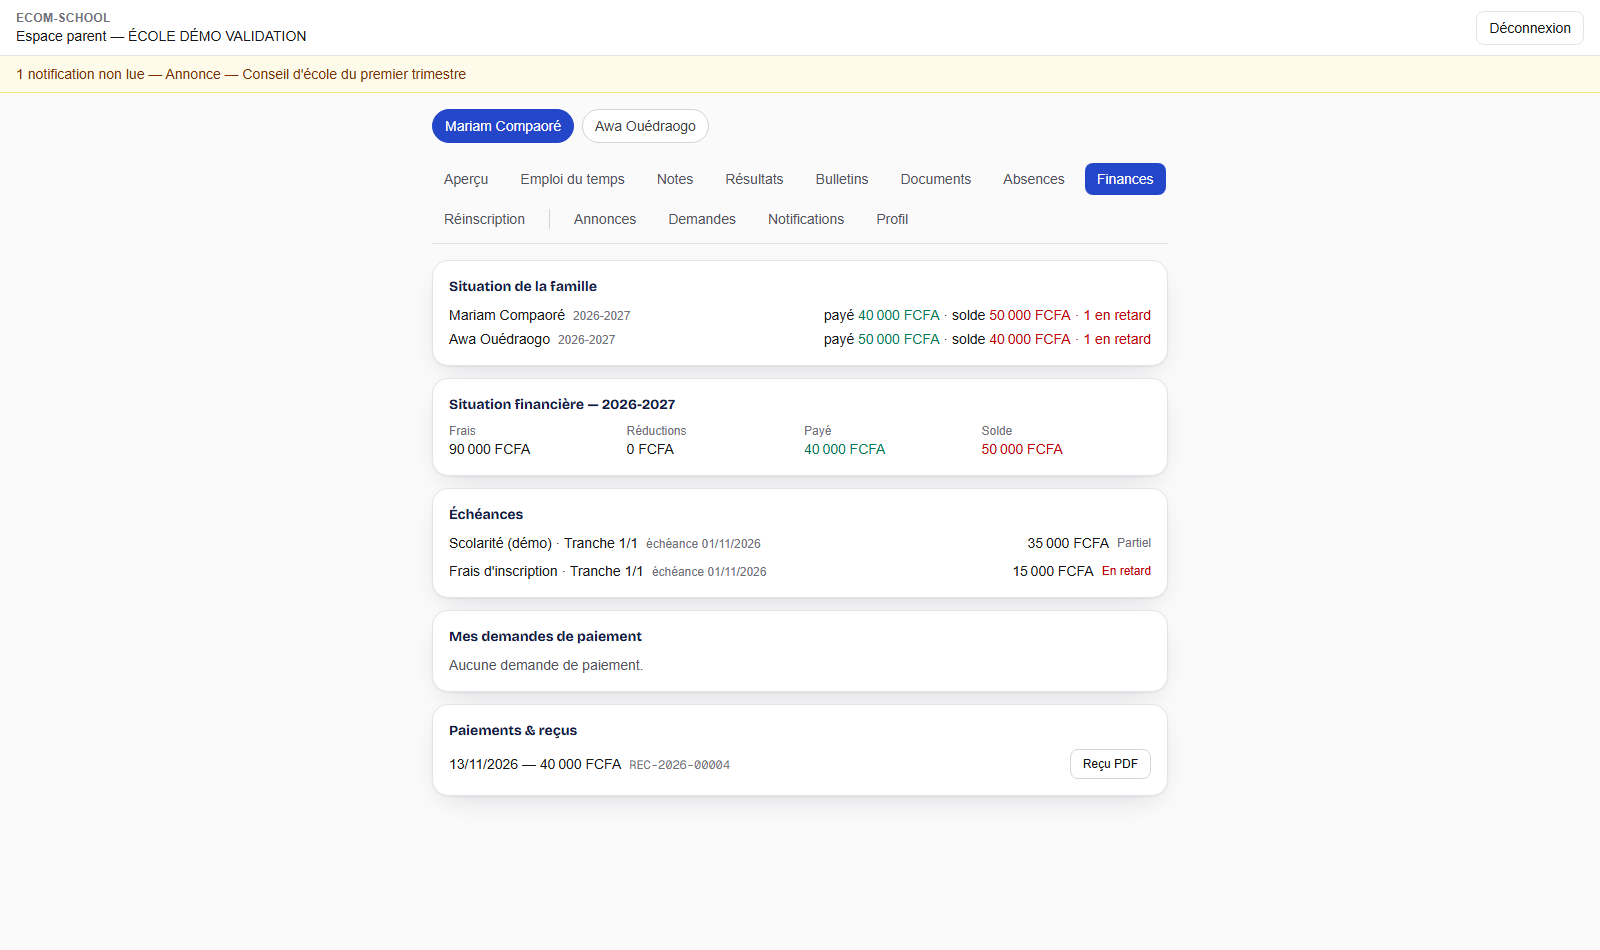 ECOM-SCHOOL
Espace parent — ÉCOLE DÉMO VALIDATION
Déconnexion
1 notification non lue — Annonce — Conseil d'école du premier trimestre
Mariam Compaoré
Awa Ouédraogo
Aperçu Emploi du temps Notes Résultats Bulletins Documents Absences Finances
Réinscription Annonces Demandes Notifications Profil
Situation de la famille
Mariam Compaoré 2026-2027 payé 40 000 FCFA · solde 50 000 FCFA · 1 en retard
Awa Ouédraogo 2026-2027 payé 50 000 FCFA · solde 40 000 FCFA · 1 en retard
Situation financière — 2026-2027
Frais Réductions Payé Solde
90 000 FCFA 0 FCFA 40 000 FCFA 50 000 FCFA
Échéances
Scolarité (démo) · Tranche 1/1 échéance 01/11/2026 35 000 FCFA Partiel
Frais d'inscription · Tranche 1/1 échéance 01/11/2026 15 000 FCFA En retard
Mes demandes de paiement
Aucune demande de paiement.
Paiements & reçus
13/11/2026 — 40 000 FCFA REC-2026-00004 Reçu PDF